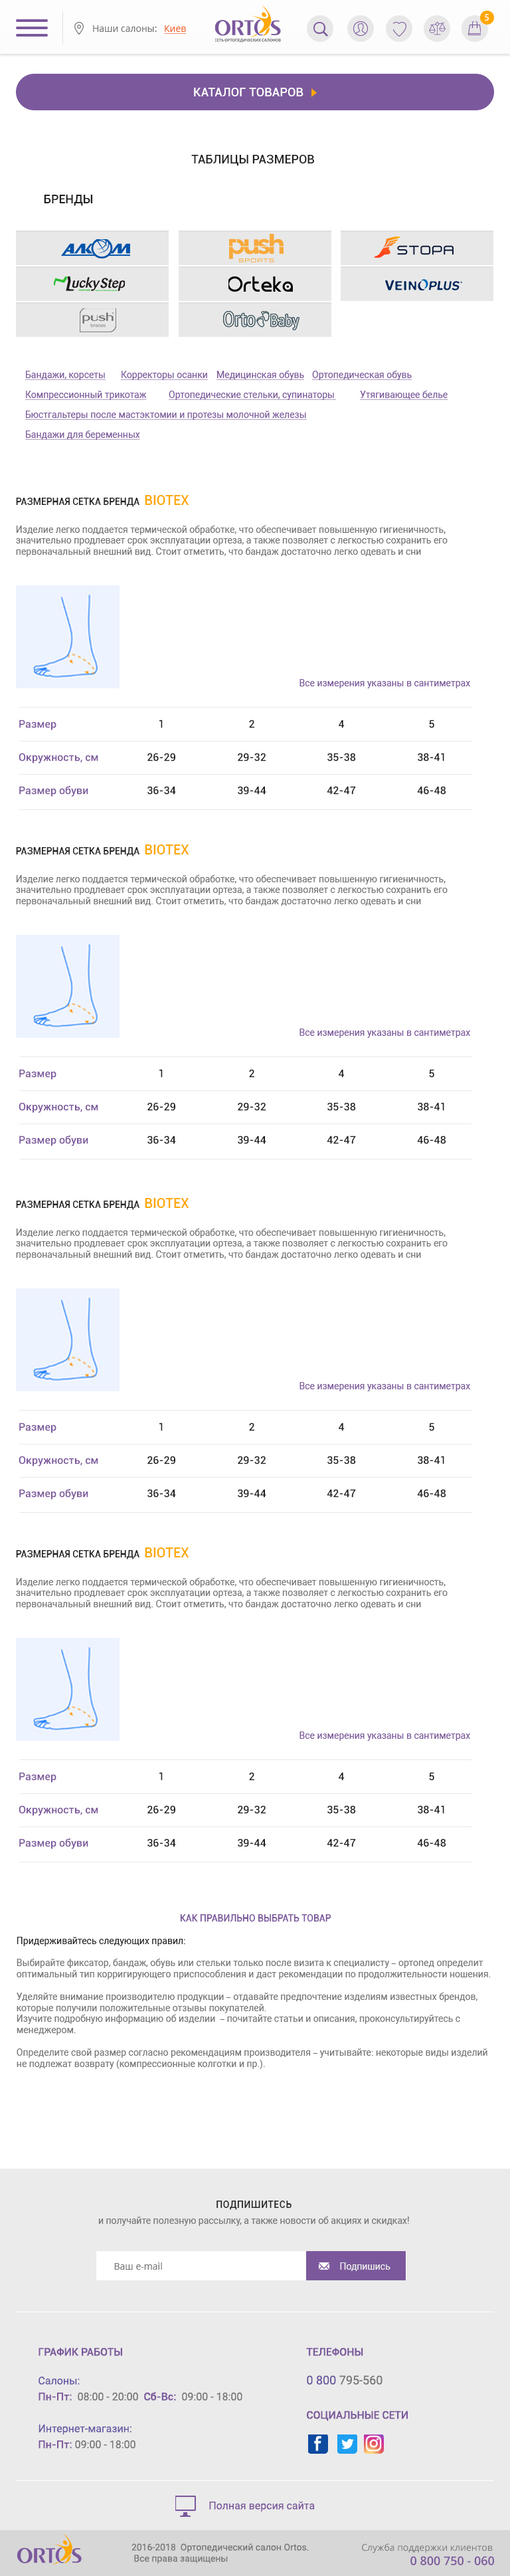 Наши салоны: Киев
ORTOS
СЕТЬ ОРТОПЕДИЧЕСКИХ САЛОНОВ
5
КАТАЛОГ ТОВАРОВ
ТАБЛИЦЫ РАЗМЕРОВ
БРЕНДЫ
АЛКОМ
push SPORTS
STOPA
Lucky Step
Orteka
VEINOPLUS
push braces
Orto Baby
Бандажи, корсеты Корректоры осанки Медицинская обувь Ортопедическая обувь
Компрессионный трикотаж Ортопедические стельки, супинаторы Утягивающее белье
Бюстгальтеры после мастэктомии и протезы молочной железы
Бандажи для беременных
РАЗМЕРНАЯ СЕТКА БРЕНДА BIOTEX
Изделие легко поддается термической обработке, что обеспечивает повышенную гигиеничность,
значительно продлевает срок эксплуатации ортеза, а также позволяет с легкостью сохранить его
первоначальный внешний вид. Стоит отметить, что бандаж достаточно легко одевать и сни
Все измерения указаны в сантиметрах
Размер 1 2 4 5
Окружность, см 26-29 29-32 35-38 38-41
Размер обуви 36-34 39-44 42-47 46-48
РАЗМЕРНАЯ СЕТКА БРЕНДА BIOTEX
Изделие легко поддается термической обработке, что обеспечивает повышенную гигиеничность,
значительно продлевает срок эксплуатации ортеза, а также позволяет с легкостью сохранить его
первоначальный внешний вид. Стоит отметить, что бандаж достаточно легко одевать и сни
Все измерения указаны в сантиметрах
Размер 1 2 4 5
Окружность, см 26-29 29-32 35-38 38-41
Размер обуви 36-34 39-44 42-47 46-48
РАЗМЕРНАЯ СЕТКА БРЕНДА BIOTEX
Изделие легко поддается термической обработке, что обеспечивает повышенную гигиеничность,
значительно продлевает срок эксплуатации ортеза, а также позволяет с легкостью сохранить его
первоначальный внешний вид. Стоит отметить, что бандаж достаточно легко одевать и сни
Все измерения указаны в сантиметрах
Размер 1 2 4 5
Окружность, см 26-29 29-32 35-38 38-41
Размер обуви 36-34 39-44 42-47 46-48
РАЗМЕРНАЯ СЕТКА БРЕНДА BIOTEX
Изделие легко поддается термической обработке, что обеспечивает повышенную гигиеничность,
значительно продлевает срок эксплуатации ортеза, а также позволяет с легкостью сохранить его
первоначальный внешний вид. Стоит отметить, что бандаж достаточно легко одевать и сни
Все измерения указаны в сантиметрах
Размер 1 2 4 5
Окружность, см 26-29 29-32 35-38 38-41
Размер обуви 36-34 39-44 42-47 46-48
КАК ПРАВИЛЬНО ВЫБРАТЬ ТОВАР
Придерживайтесь следующих правил:
Выбирайте фиксатор, бандаж, обувь или стельки только после визита к специалисту – ортопед определит
оптимальный тип корригирующего приспособления и даст рекомендации по продолжительности ношения.
Уделяйте внимание производителю продукции – отдавайте предпочтение изделиям известных брендов,
которые получили положительные отзывы покупателей.
Изучите подробную информацию об изделии – почитайте статьи и описания, проконсультируйтесь с
менеджером.
Определите свой размер согласно рекомендациям производителя – учитывайте: некоторые виды изделий
не подлежат возврату (компрессионные колготки и пр.).
ПОДПИШИТЕСЬ
и получайте полезную рассылку, а также новости об акциях и скидках!
Ваш e-mail Подпишись
ГРАФИК РАБОТЫ
Салоны:
Пн-Пт: 08:00 - 20:00 Сб-Вс: 09:00 - 18:00
Интернет-магазин:
Пн-Пт: 09:00 - 18:00
ТЕЛЕФОНЫ
0 800 795-560
СОЦИАЛЬНЫЕ СЕТИ
Полная версия сайта
ORTOS
2016-2018 Ортопедический салон Ortos.
Все права защищены
Служба поддержки клиентов
0 800 750 - 060